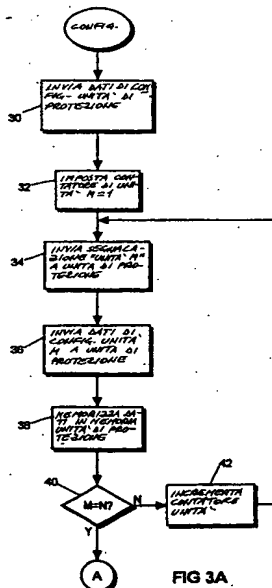 CONFIG.
INVIA DATI DI CON
FIG- UNITA' DI
PROTEZIONE
30
IMPOSTA CON
TATORE DI UNI
TA' M=1
32
INVIA SEGNALA
ZIONE "UNITA' M"
A UNITA DI PRO-
TEZIONE
34
INVIA DATI DI
CONFIG. UNITA'
M A UNITA DI
PROTEZIONE
36
MEMORIZZA DA
TI IN MEMORIA
UNITA' DI PRO
TEZIONE
38
40
M=N?
N
Y
42
INCREMENTA
CONTATORE
UNITA'
A
FIG 3A